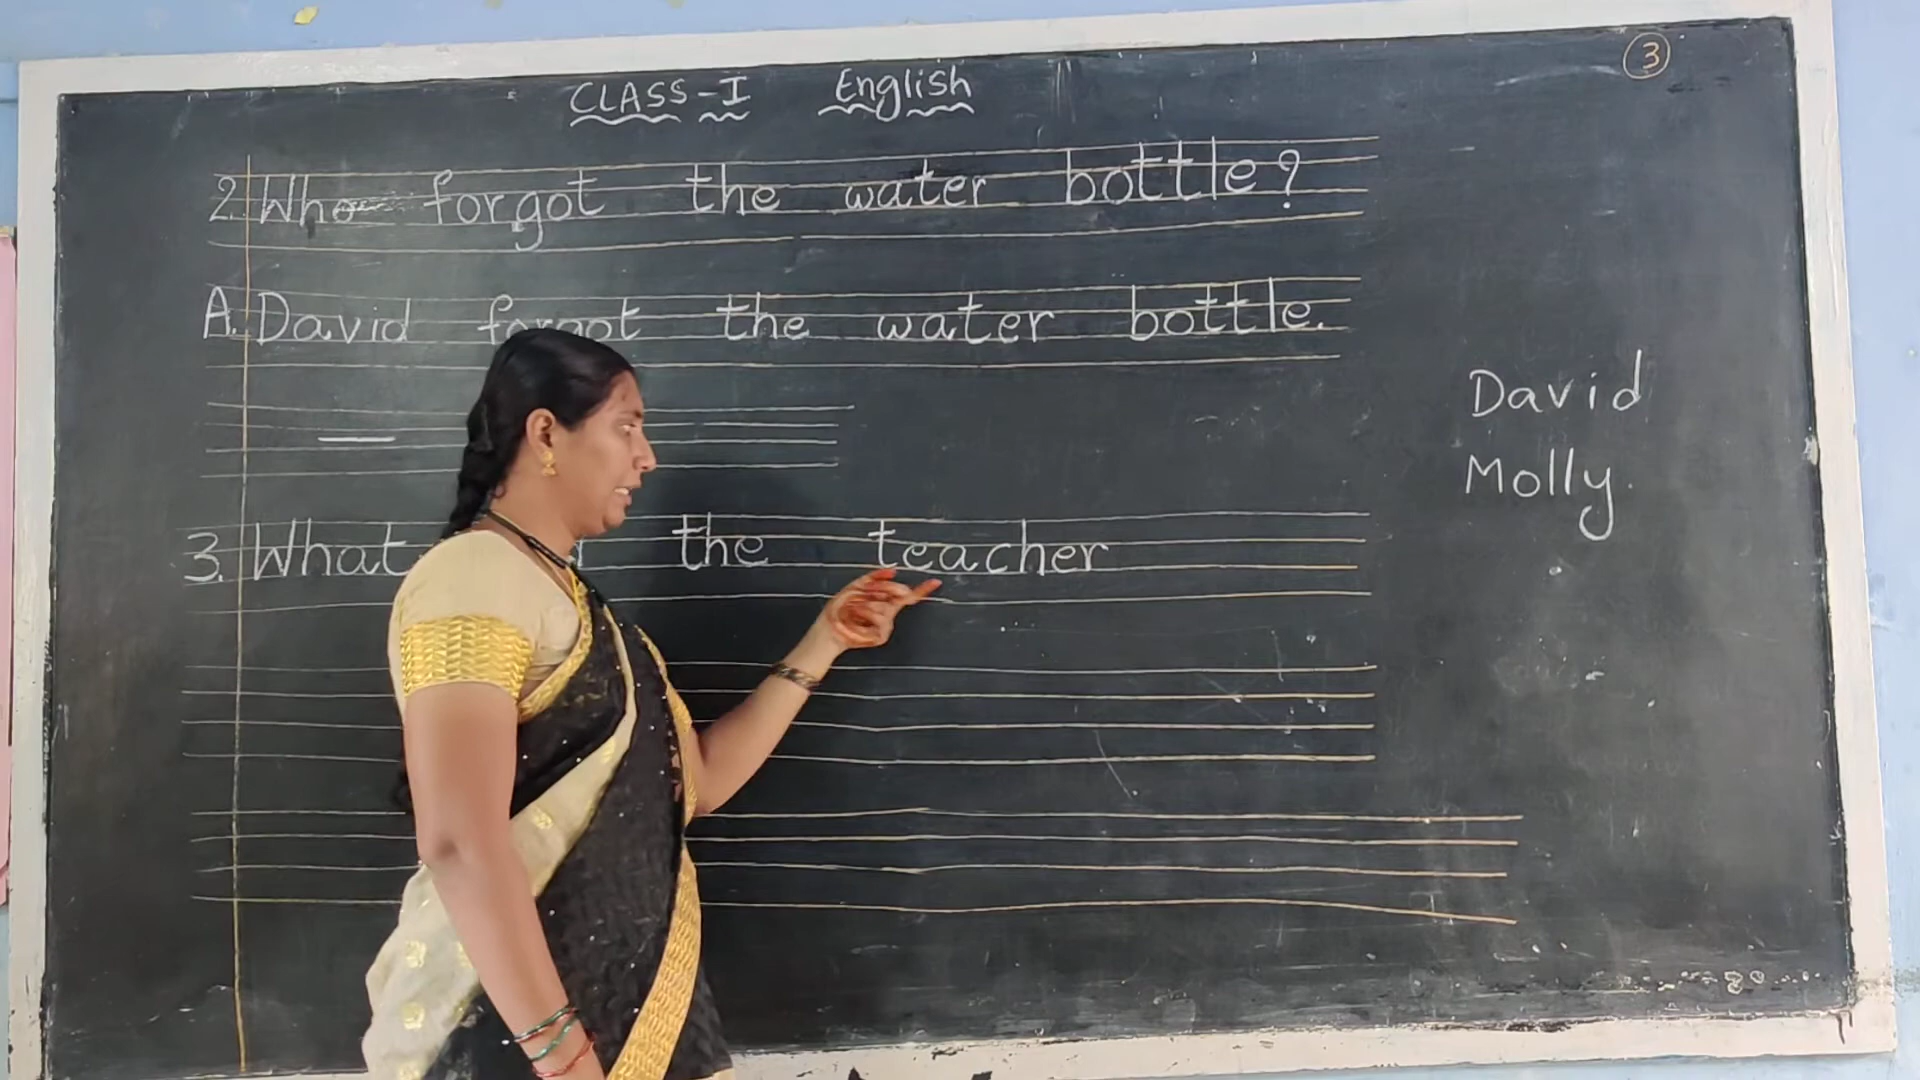 3
CLASS-I English
2. Who forgot the water bottle?
A. David forgot the water bottle.
David
Molly.
3. What the teacher